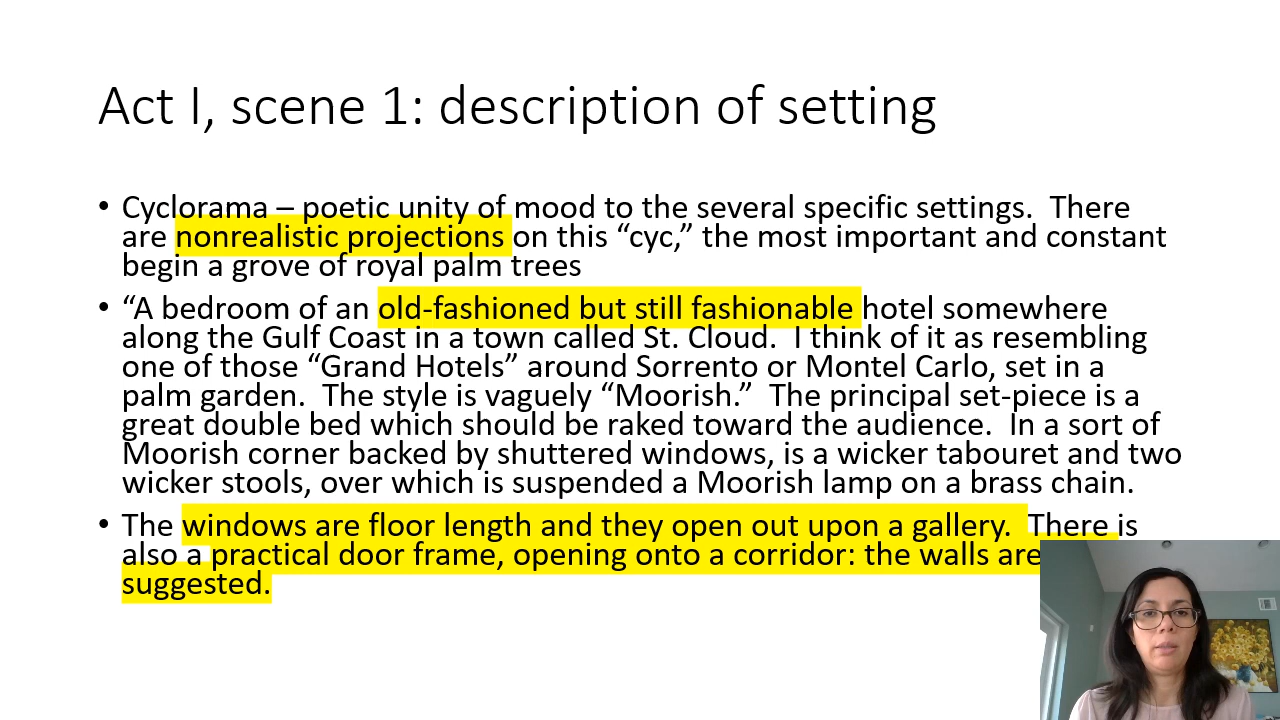 Act I, scene 1: description of setting
• Cyclorama – poetic unity of mood to the several specific settings.  There
are nonrealistic projections on this “cyc,” the most important and constant
begin a grove of royal palm trees
• “A bedroom of an old-fashioned but still fashionable hotel somewhere
along the Gulf Coast in a town called St. Cloud.  I think of it as resembling
one of those “Grand Hotels” around Sorrento or Montel Carlo, set in a
palm garden.  The style is vaguely “Moorish.”  The principal set-piece is a
great double bed which should be raked toward the audience.  In a sort of
Moorish corner backed by shuttered windows, is a wicker tabouret and two
wicker stools, over which is suspended a Moorish lamp on a brass chain.
• The windows are floor length and they open out upon a gallery.  There is
also a practical door frame, opening onto a corridor: the walls are
suggested.